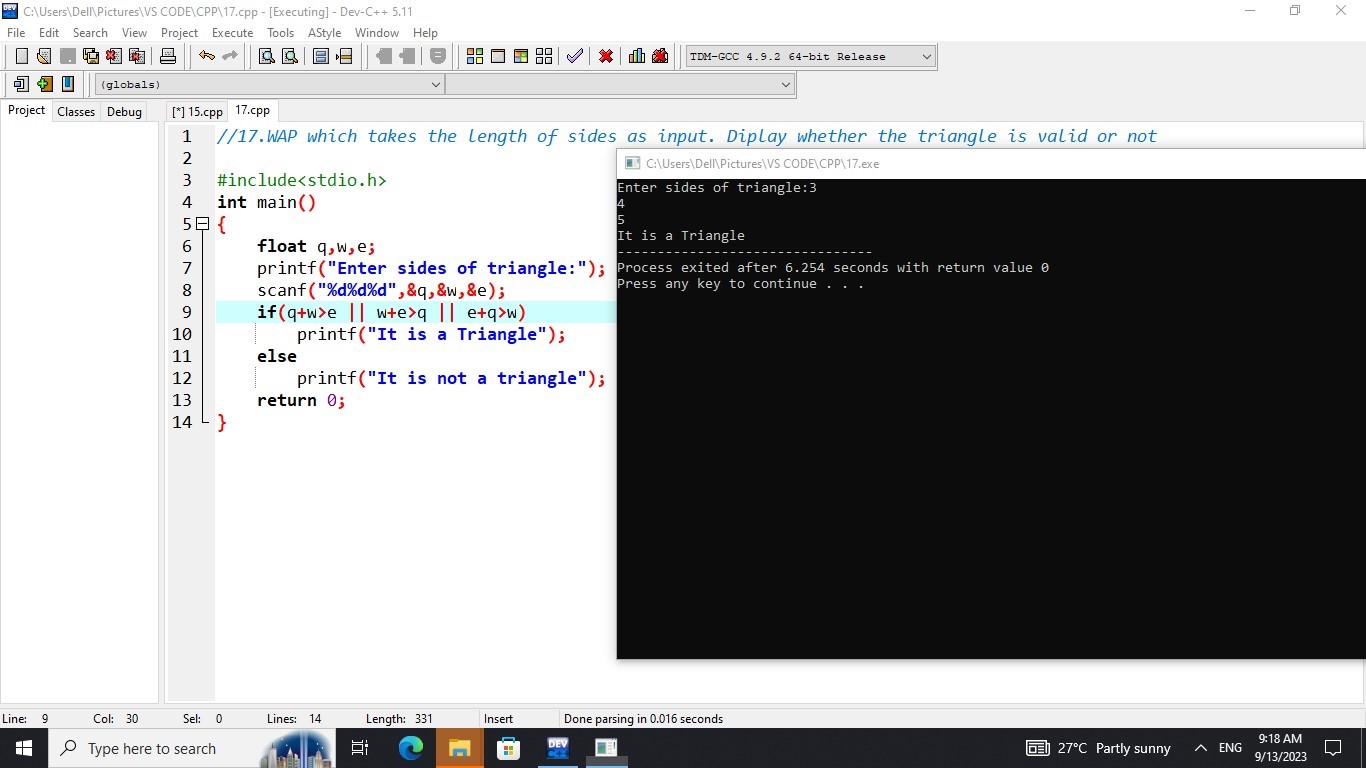 C:\Users\Dell\Pictures\VS CODE\CPP\17.cpp - [Executing] - Dev-C++ 5.11
File Edit Search View Project Execute Tools AStyle Window Help
TDM-GCC 4.9.2 64-bit Release
(globals)
Project Classes Debug [*] 15.cpp 17.cpp
1 //17.WAP which takes the length of sides as input. Diplay whether the triangle is valid or not
2
3 #include<stdio.h>
4 int main()
5 {
6 float q,w,e;
7 printf("Enter sides of triangle:");
8 scanf("%d%d%d",&q,&w,&e);
9 if(q+w>e || w+e>q || e+q>w)
10 printf("It is a Triangle");
11 else
12 printf("It is not a triangle");
13 return 0;
14 }
C:\Users\Dell\Pictures\VS CODE\CPP\17.exe
Enter sides of triangle:3
4
5
It is a Triangle
--------------------------------
Process exited after 6.254 seconds with return value 0
Press any key to continue . . .
Line: 9 Col: 30 Sel: 0 Lines: 14 Length: 331 Insert Done parsing in 0.016 seconds
Type here to search
DEV
27°C Partly sunny
ENG
9:18 AM
9/13/2023